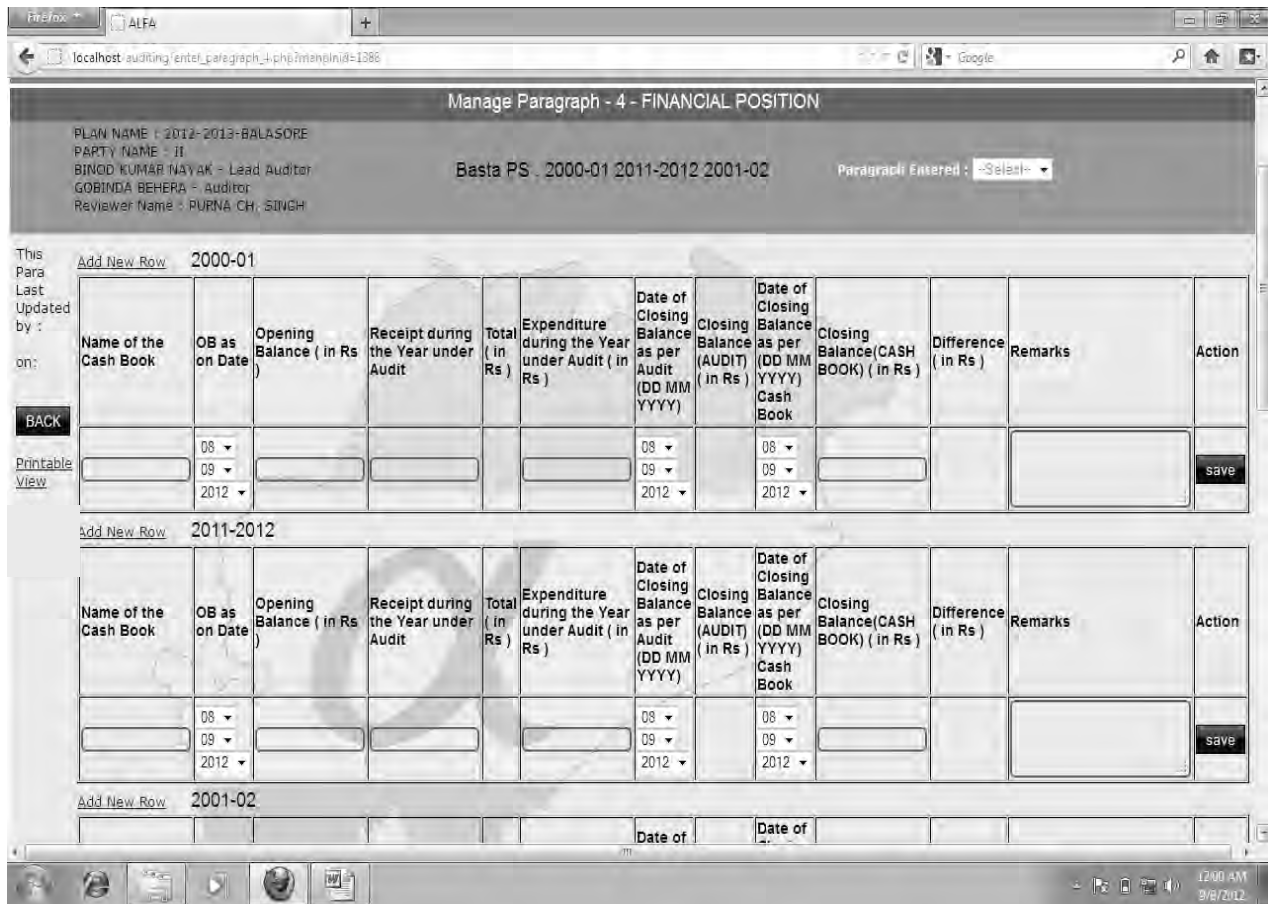 Firefox
ALFA
+
localhost/auditing/enter_paragraph_4.php?manplnid=1386
Google
Manage Paragraph - 4 - FINANCIAL POSITION
PLAN NAME : 2012-2013-BALASORE
PARTY NAME : II
BINOD KUMAR NAYAK - Lead Auditor
GOBINDA BEHERA - Auditor
Reviewer Name : PURNA CH. SINGH
Basta PS . 2000-01 2011-2012 2001-02
Paragraph Entered : --Select--
This
Para
Last
Updated
by :
on:
BACK
Printable
View
Add New Row 2000-01
Name of the
Cash Book
OB as
on Date
Opening
Balance ( in Rs
)
Receipt during
the Year under
Audit
Total
( in
Rs )
Expenditure
during the Year
under Audit ( in
Rs )
Date of
Closing
Balance
as per
Audit
(DD MM
YYYY)
Closing
Balance
(AUDIT)
( in Rs )
Date of
Closing
Balance
as per
(DD MM
YYYY)
Cash
Book
Closing
Balance(CASH
BOOK) ( in Rs )
Difference
( in Rs )
Remarks
Action
08
09
2012
08
09
2012
08
09
2012
save
Add New Row 2011-2012
Name of the
Cash Book
OB as
on Date
Opening
Balance ( in Rs
)
Receipt during
the Year under
Audit
Total
( in
Rs )
Expenditure
during the Year
under Audit ( in
Rs )
Date of
Closing
Balance
as per
Audit
(DD MM
YYYY)
Closing
Balance
(AUDIT)
( in Rs )
Date of
Closing
Balance
as per
(DD MM
YYYY)
Cash
Book
Closing
Balance(CASH
BOOK) ( in Rs )
Difference
( in Rs )
Remarks
Action
08
09
2012
08
09
2012
08
09
2012
save
Add New Row 2001-02
Date of
Date of
12:00 AM
9/8/2012